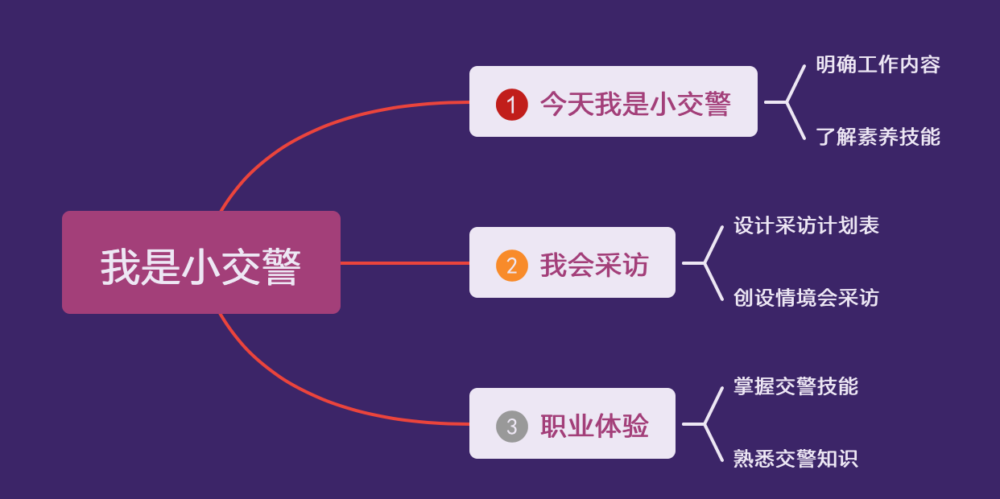 我是小交警
1 今天我是小交警
明确工作内容
了解素养技能
2 我会采访
设计采访计划表
创设情境会采访
3 职业体验
掌握交警技能
熟悉交警知识